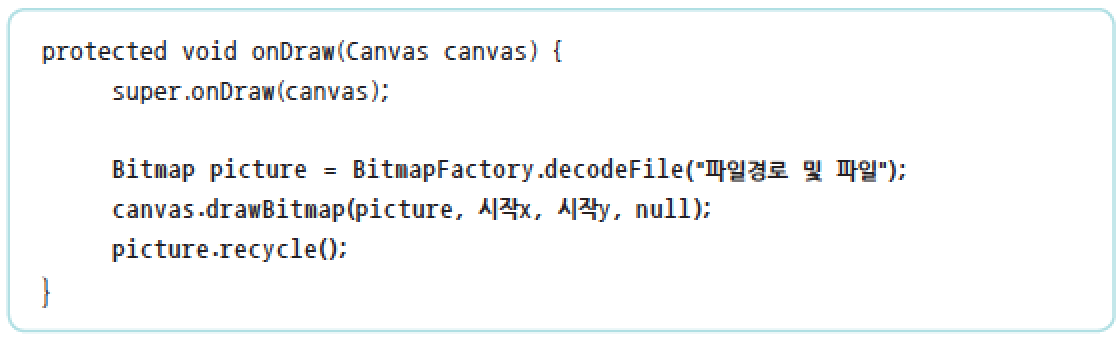 protected void onDraw(Canvas canvas) {
super.onDraw(canvas);
Bitmap picture = BitmapFactory.decodeFile("파일경로 및 파일");
canvas.drawBitmap(picture, 시작x, 시작y, null);
picture.recycle();
}